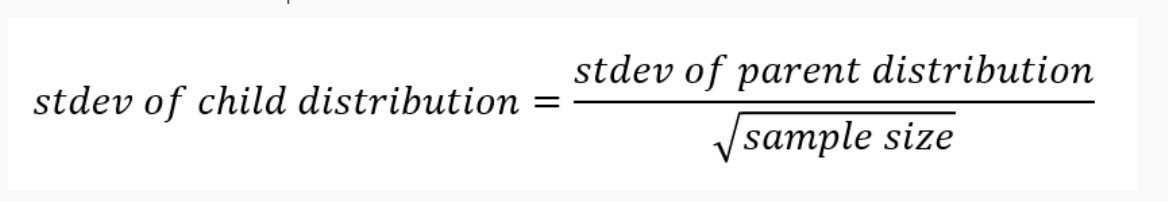 stdev of child distribution = stdev of parent distribution / √sample size